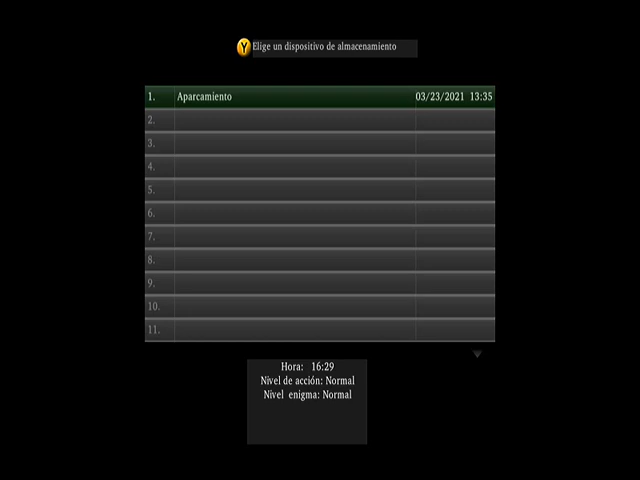 Y Elige un dispositivo de almacenamiento
1. Aparcamiento 03/23/2021 13:35
2.
3.
4.
5.
6.
7.
8.
9.
10.
11.
Hora: 16:29
Nivel de acción: Normal
Nivel enigma: Normal